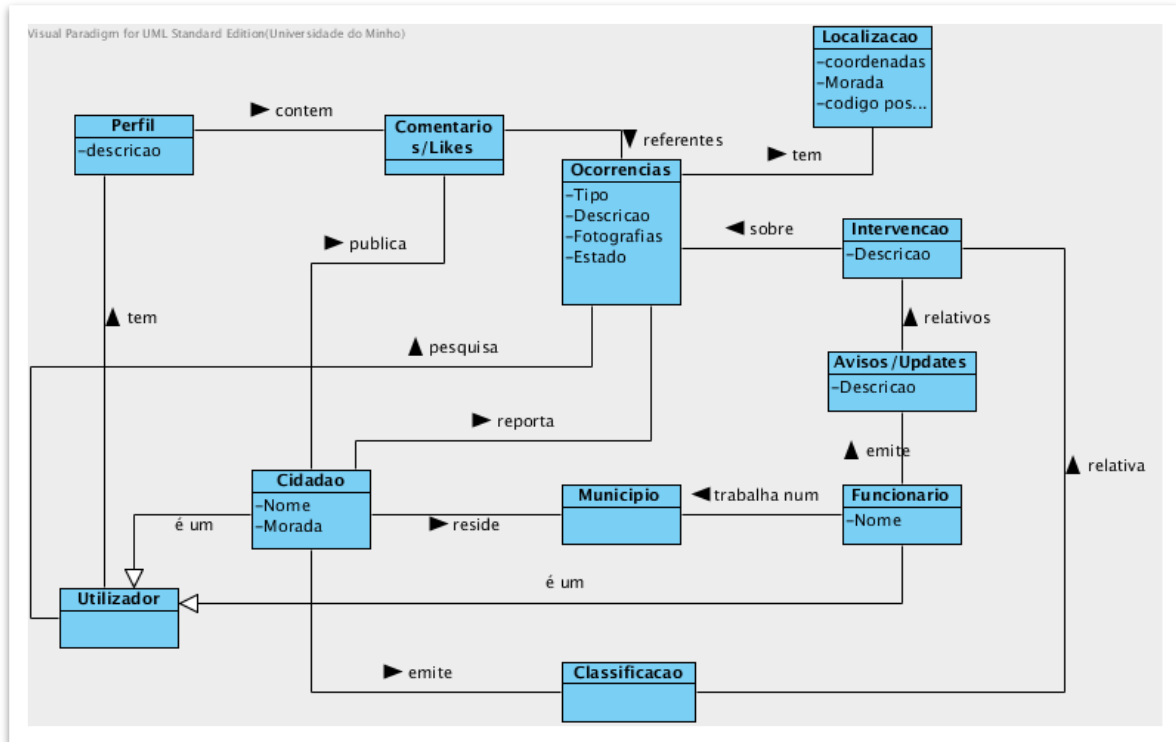 Visual Paradigm for UML Standard Edition(Universidade do Minho)
Localizacao
-coordenadas
-Morada
-codigo pos...
contem
Perfil
-descricao
Comentario
s/Likes
referentes
tem
Ocorrencias
-Tipo
-Descricao
-Fotografias
-Estado
publica
sobre
Intervencao
-Descricao
tem
relativos
pesquisa
Avisos/Updates
-Descricao
reporta
emite
relativa
Cidadao
-Nome
-Morada
é um
reside
Municipio
trabalha num
Funcionario
-Nome
é um
Utilizador
emite
Classificacao